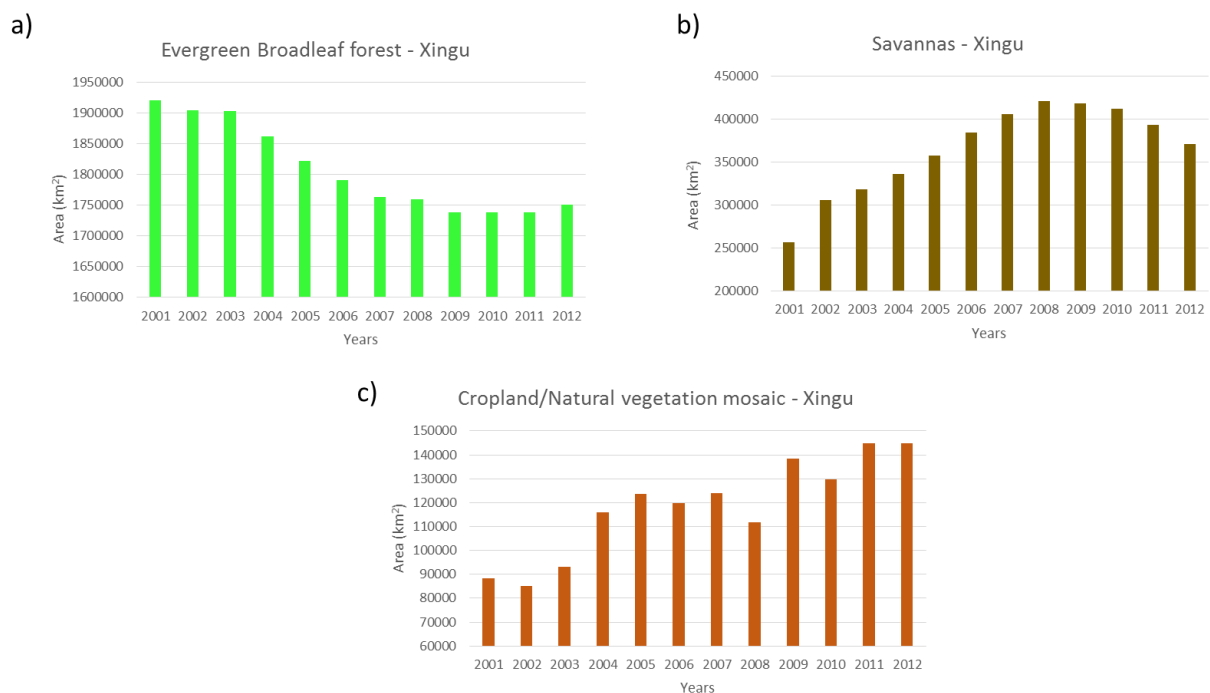 a)
Evergreen Broadleaf forest - Xingu
Area (km²)
1950000
1900000
1850000
1800000
1750000
1700000
1650000
1600000
2001 2002 2003 2004 2005 2006 2007 2008 2009 2010 2011 2012
Years
b)
Savannas - Xingu
Area (km²)
450000
400000
350000
300000
250000
200000
2001 2002 2003 2004 2005 2006 2007 2008 2009 2010 2011 2012
Years
c)
Cropland/Natural vegetation mosaic - Xingu
Area (km²)
150000
140000
130000
120000
110000
100000
90000
80000
70000
60000
2001 2002 2003 2004 2005 2006 2007 2008 2009 2010 2011 2012
Years